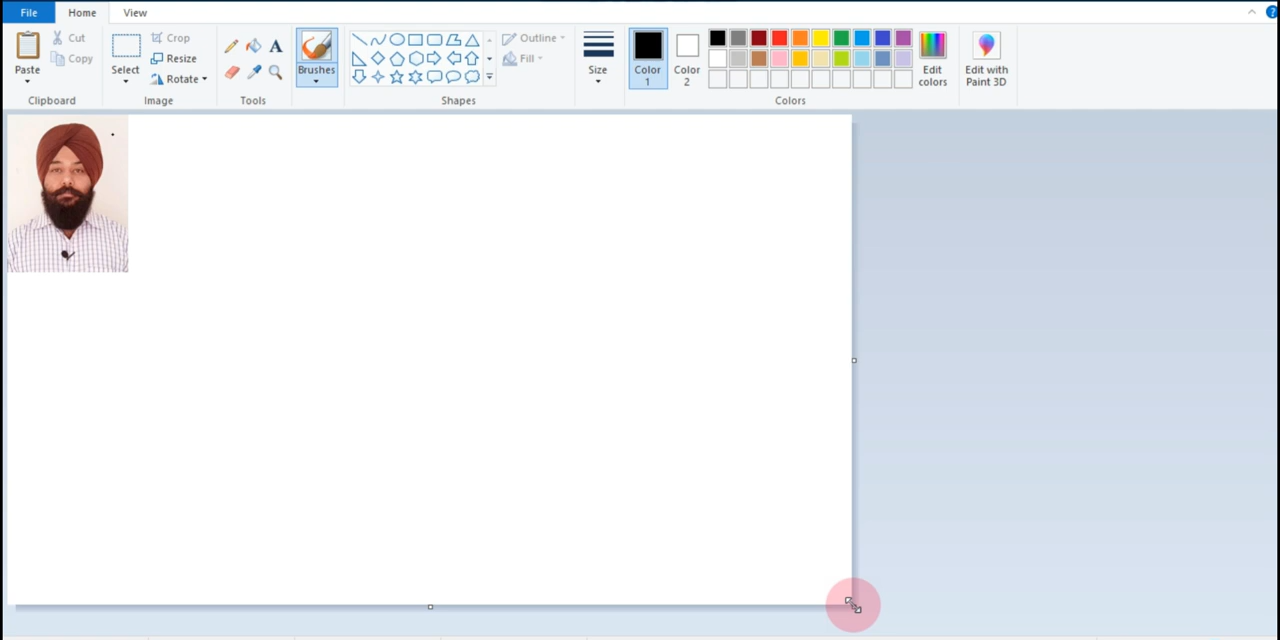 File Home View
Cut
Copy
Paste
Clipboard
Select
Crop
Resize
Rotate
Image
Tools
Brushes
Outline
Fill
Shapes
Size
Color 1
Color 2
Edit colors
Colors
Edit with Paint 3D